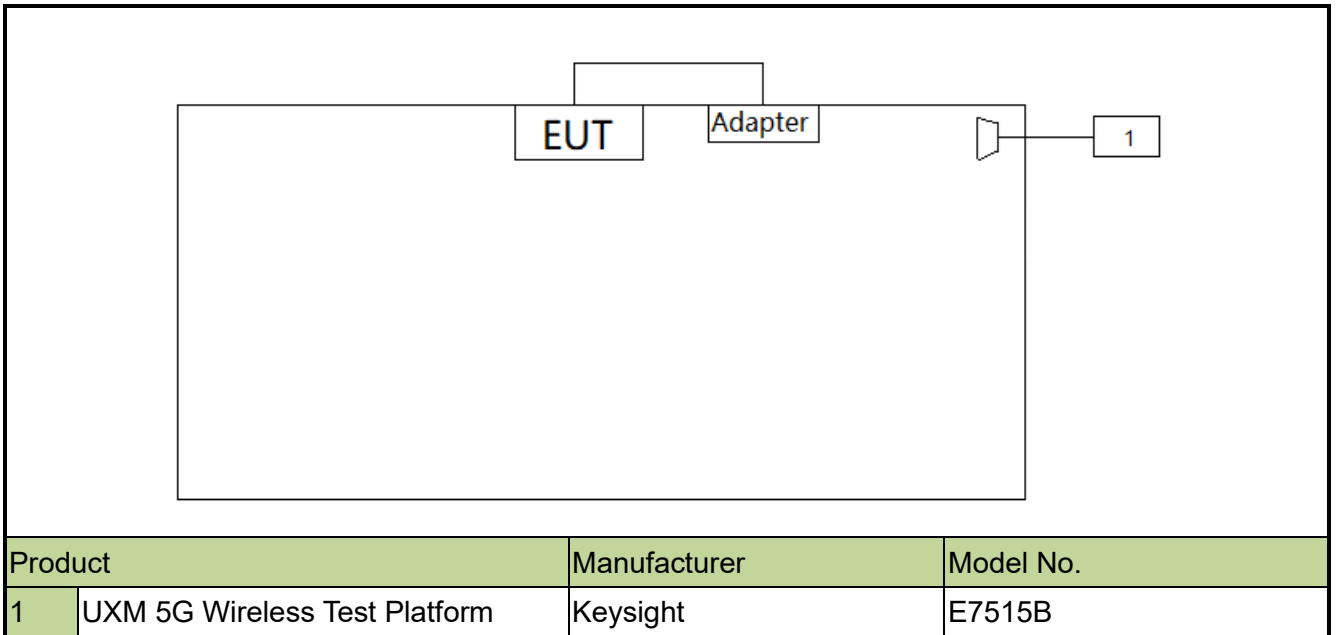 EUT
Adapter
1
Product Manufacturer Model No.
1 UXM 5G Wireless Test Platform Keysight E7515B